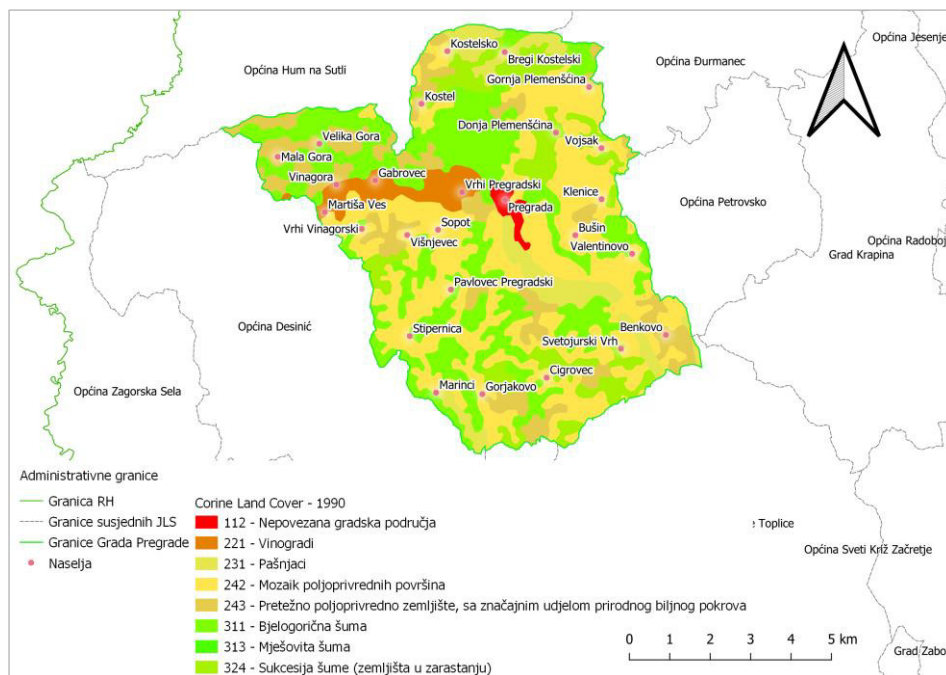 Općina Jesenje
Općina Hum na Sutli
Općina Đurmanec
Kostelsko
Bregi Kostelski
Gornja Plemenšćina
Kostel
Donja Plemenšćina
Vojsak
Velika Gora
Mala Gora
Vinagora
Gabrovec
Vrhi Pregradski
Klenice
Martiša Ves
Pregrada
Općina Petrovsko
Vrhi Vinagorski
Sopot
Višnjevec
Bušin
Valentinovo
Općina Radoboj
Grad Krapina
Pavlovec Pregradski
Općina Desinić
Stipernica
Benkovo
Svetojurski Vrh
Cigrovec
Općina Zagorska Sela
Marinci
Gorjakovo
Administrativne granice
Granica RH
Granice susjednih JLS
Granice Grada Pregrade
Naselja
Corine Land Cover - 1990
112 - Nepovezana gradska područja
221 - Vinogradi
231 - Pašnjaci
242 - Mozaik poljoprivrednih površina
243 - Pretežno poljoprivredno zemljište, sa značajnim udjelom prirodnog biljnog pokrova
311 - Bjelogorična šuma
313 - Mješovita šuma
324 - Sukcesija šume (zemljišta u zarastanju)
e Toplice
Općina Sveti Križ Začretje
0 1 2 3 4 5 km
Grad Zabo